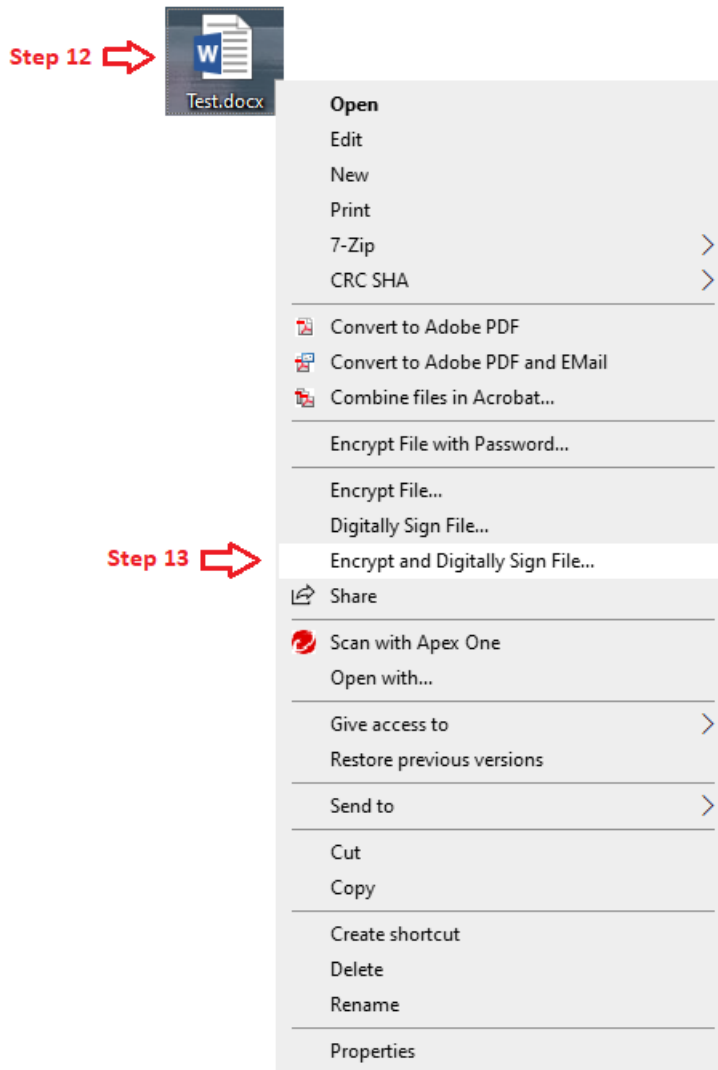 Step 12
W
Test.docx
Open
Edit
New
Print
7-Zip
CRC SHA
Convert to Adobe PDF
Convert to Adobe PDF and EMail
Combine files in Acrobat...
Encrypt File with Password...
Encrypt File...
Digitally Sign File...
Step 13
Encrypt and Digitally Sign File...
Share
Scan with Apex One
Open with...
Give access to
Restore previous versions
Send to
Cut
Copy
Create shortcut
Delete
Rename
Properties